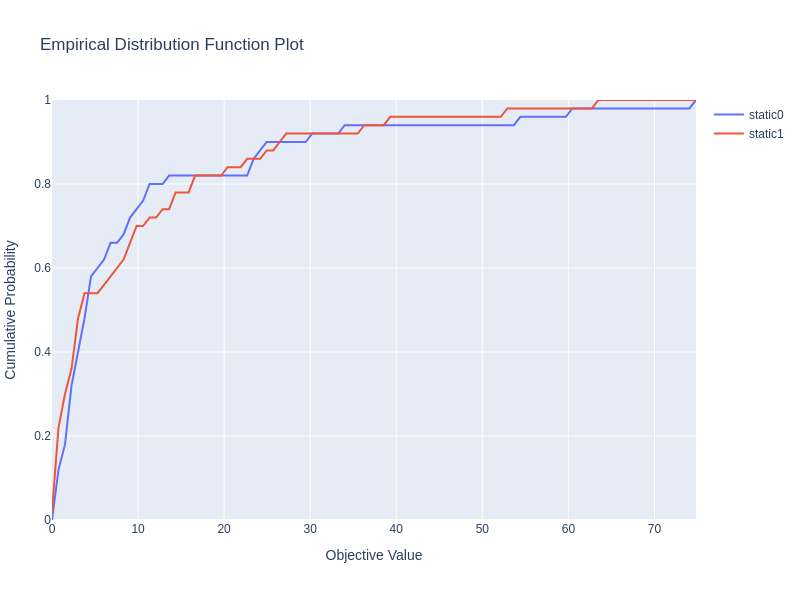 Empirical Distribution Function Plot
1
0.8
0.6
0.4
0.2
0
0 10 20 30 40 50 60 70
Cumulative Probability
Objective Value
static0
static1